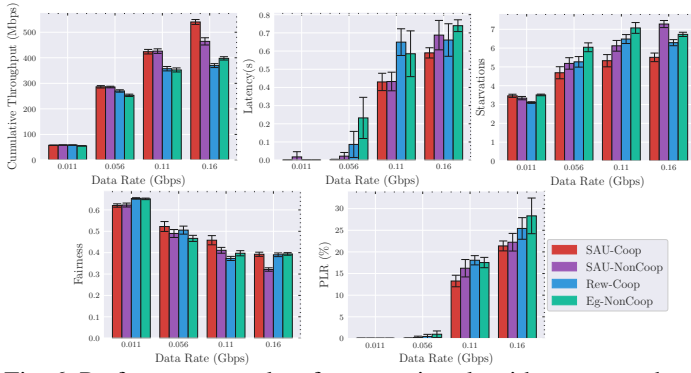 Cumulative Throughput (Mbps)
500
400
300
200
100
0
0.011 0.056 0.11 0.16
Data Rate (Gbps)
Latency(s)
0.8
0.7
0.6
0.5
0.4
0.3
0.2
0.1
0.0
0.011 0.056 0.11 0.16
Data Rate (Gbps)
Starvations
7
6
5
4
3
2
1
0
0.011 0.056 0.11 0.16
Data Rate (Gbps)
Fairness
0.6
0.5
0.4
0.3
0.2
0.1
0.0
0.011 0.056 0.11 0.16
Data Rate (Gbps)
PLR (%)
30
25
20
15
10
5
0
0.011 0.056 0.11 0.16
Data Rate (Gbps)
SAU-Coop
SAU-NonCoop
Rew-Coop
Eg-NonCoop